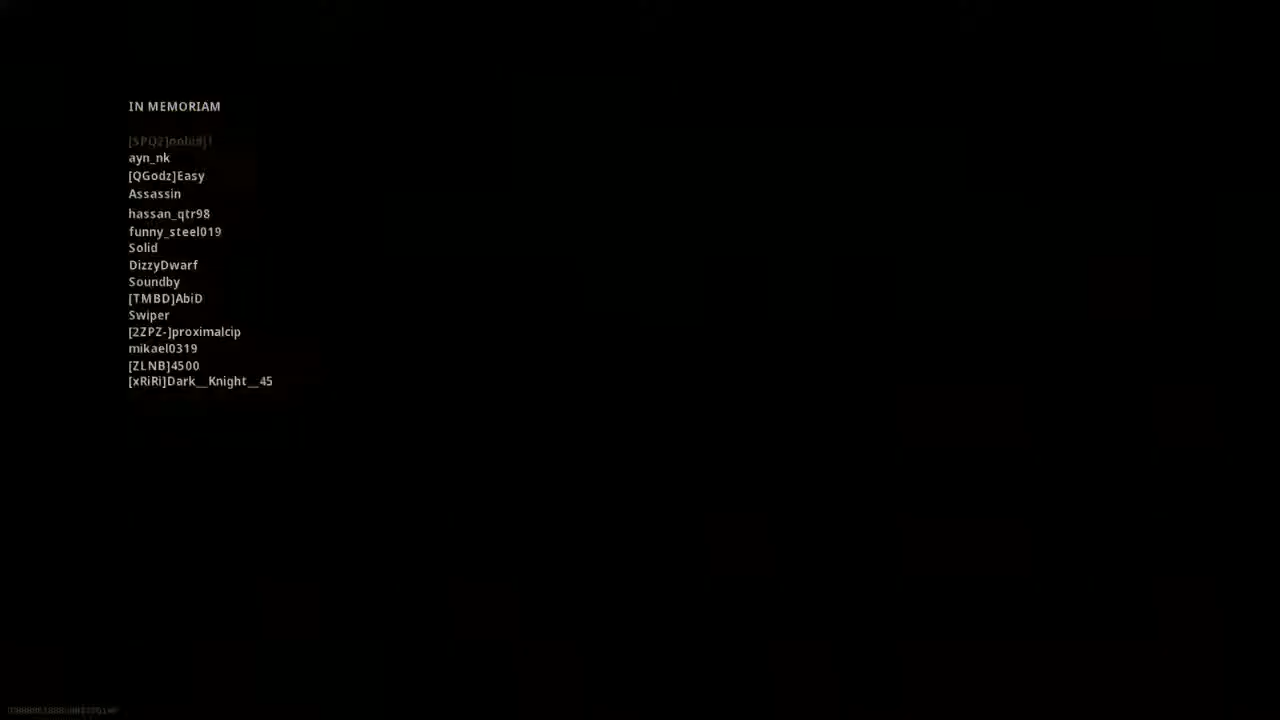 IN MEMORIAM
ayn_nk
[QGodz]Easy
Assassin
hassan_qtr98
funny_steel019
Solid
DizzyDwarf
Soundby
[TMBD]AbiD
Swiper
[2ZPZ-]proximalcip
mikael0319
[ZLNB]4500
[xRiRi]Dark__Knight__45